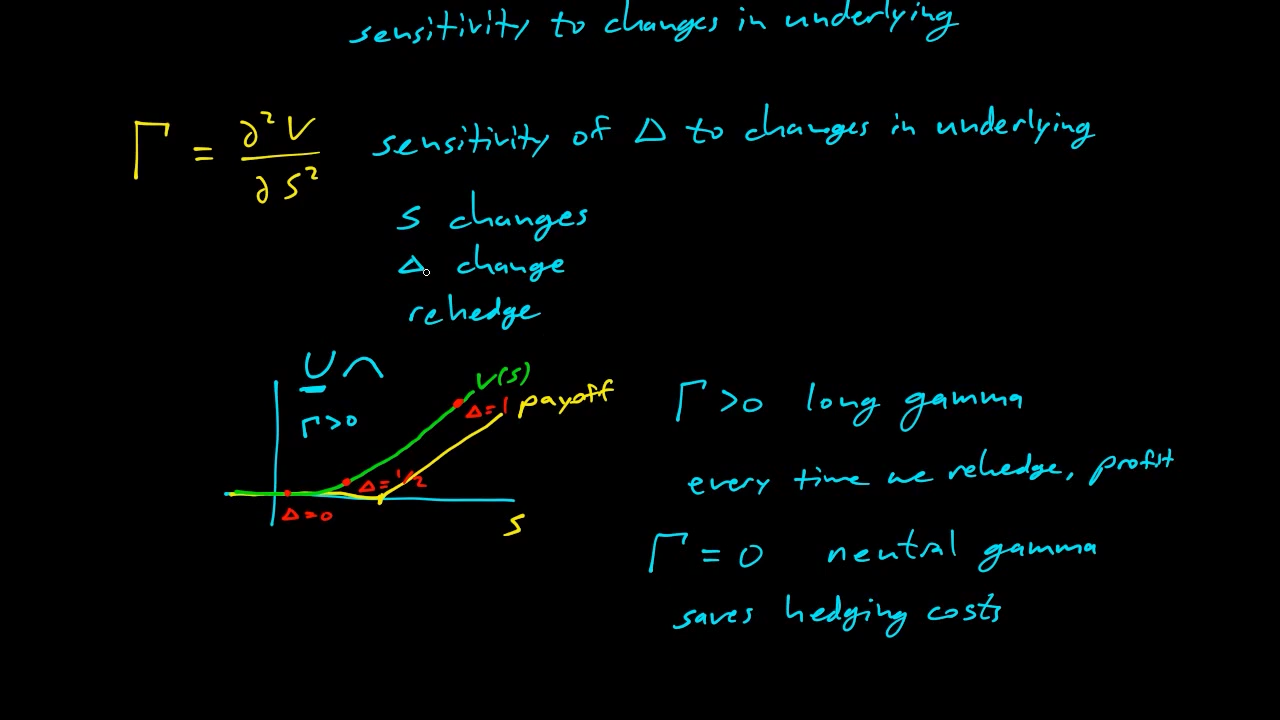 sensitivity to changes in underlying
Γ = ∂²V / ∂S² sensitivity of Δ to changes in underlying
S changes
Δ change
rehedge
Γ>0
V(S)
Δ=1 payoff
Δ=1/2
Δ=0
S
Γ>0 long gamma
every time we rehedge, profit
Γ=0 neutral gamma
saves hedging costs